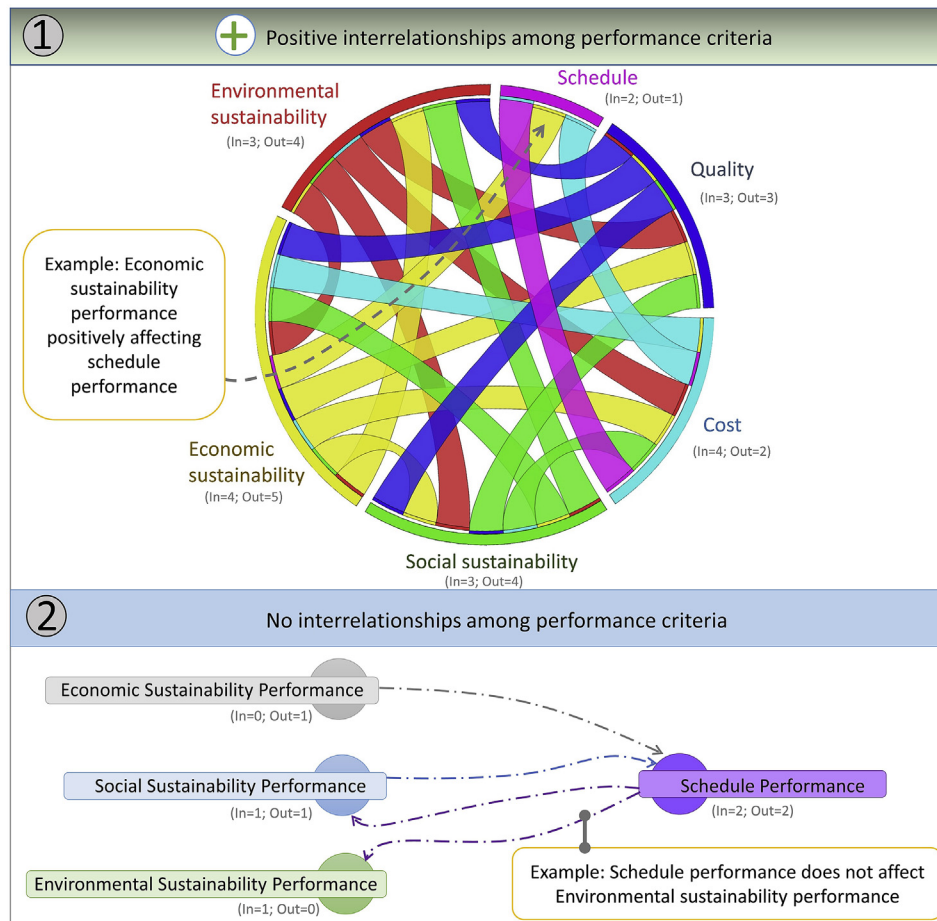 1
Positive interrelationships among performance criteria
Schedule
(In=2; Out=1)
Environmental
sustainability
(In=3; Out=4)
Quality
(In=3; Out=3)
Example: Economic
sustainability
performance
positively affecting
schedule
performance
Cost
(In=4; Out=2)
Economic
sustainability
(In=4; Out=5)
Social sustainability
(In=3; Out=4)
2
No interrelationships among performance criteria
Economic Sustainability Performance
(In=0; Out=1)
Social Sustainability Performance
(In=1; Out=1)
Schedule Performance
(In=2; Out=2)
Environmental Sustainability Performance
(In=1; Out=0)
Example: Schedule performance does not affect
Environmental sustainability performance